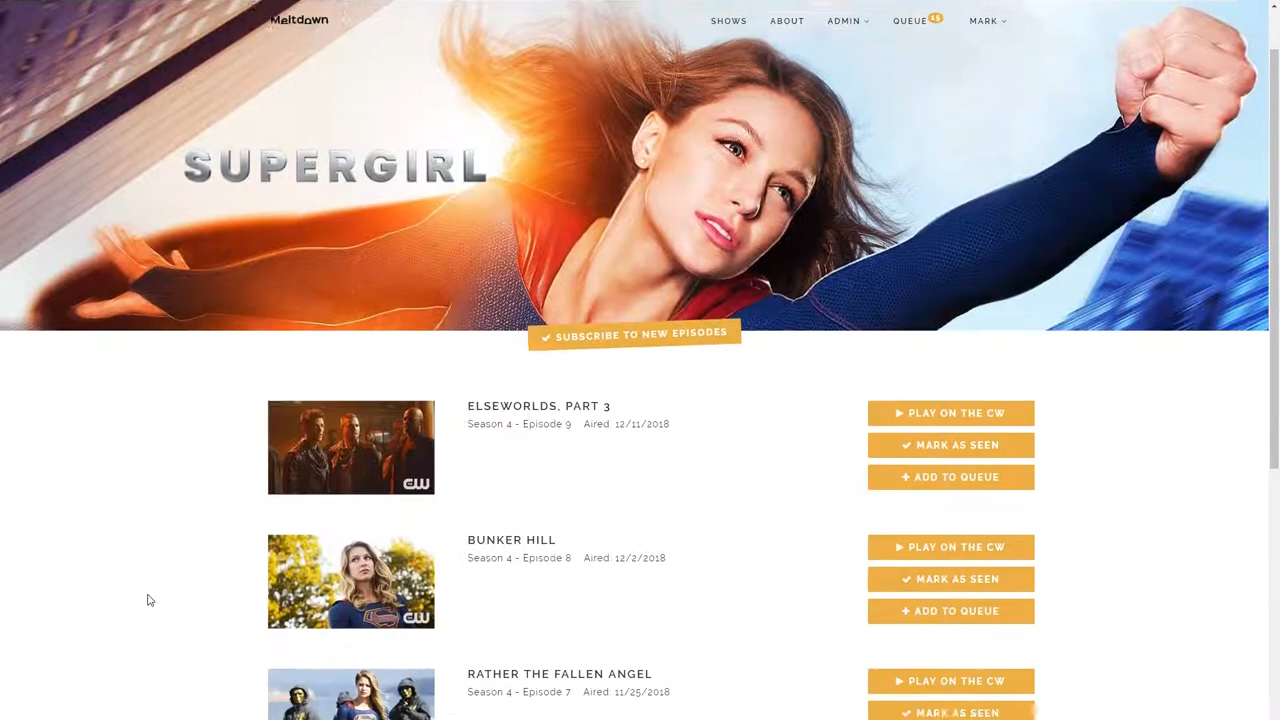 Meltdown
SHOWS ABOUT ADMIN QUEUE 15 MARK
SUPERGIRL
SUBSCRIBE TO NEW EPISODES
ELSEWORLDS, PART 3
Season 4 - Episode 9 Aired: 12/11/2018
PLAY ON THE CW
MARK AS SEEN
ADD TO QUEUE
CW
BUNKER HILL
Season 4 - Episode 8 Aired: 12/2/2018
PLAY ON THE CW
MARK AS SEEN
ADD TO QUEUE
CW
RATHER THE FALLEN ANGEL
Season 4 - Episode 7 Aired: 11/25/2018
PLAY ON THE CW
MARK AS SEEN